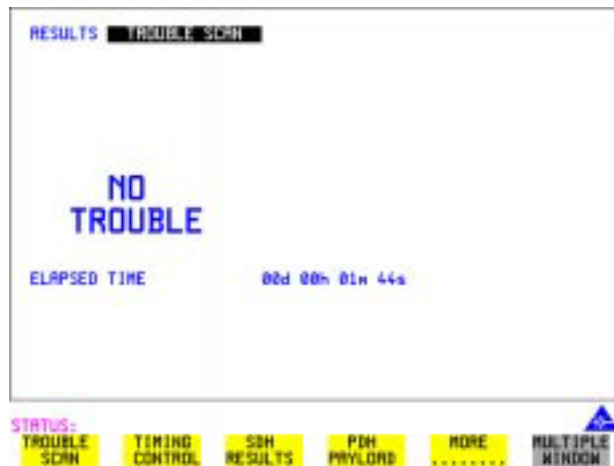 RESULTS TROUBLE SCAN
NO
TROUBLE
ELAPSED TIME 00d 00h 01m 44s
STATUS:
TROUBLE SCAN
TIMING CONTROL
SDH RESULTS
PDH PAYLOAD
MORE ........
MULTIPLE WINDOW